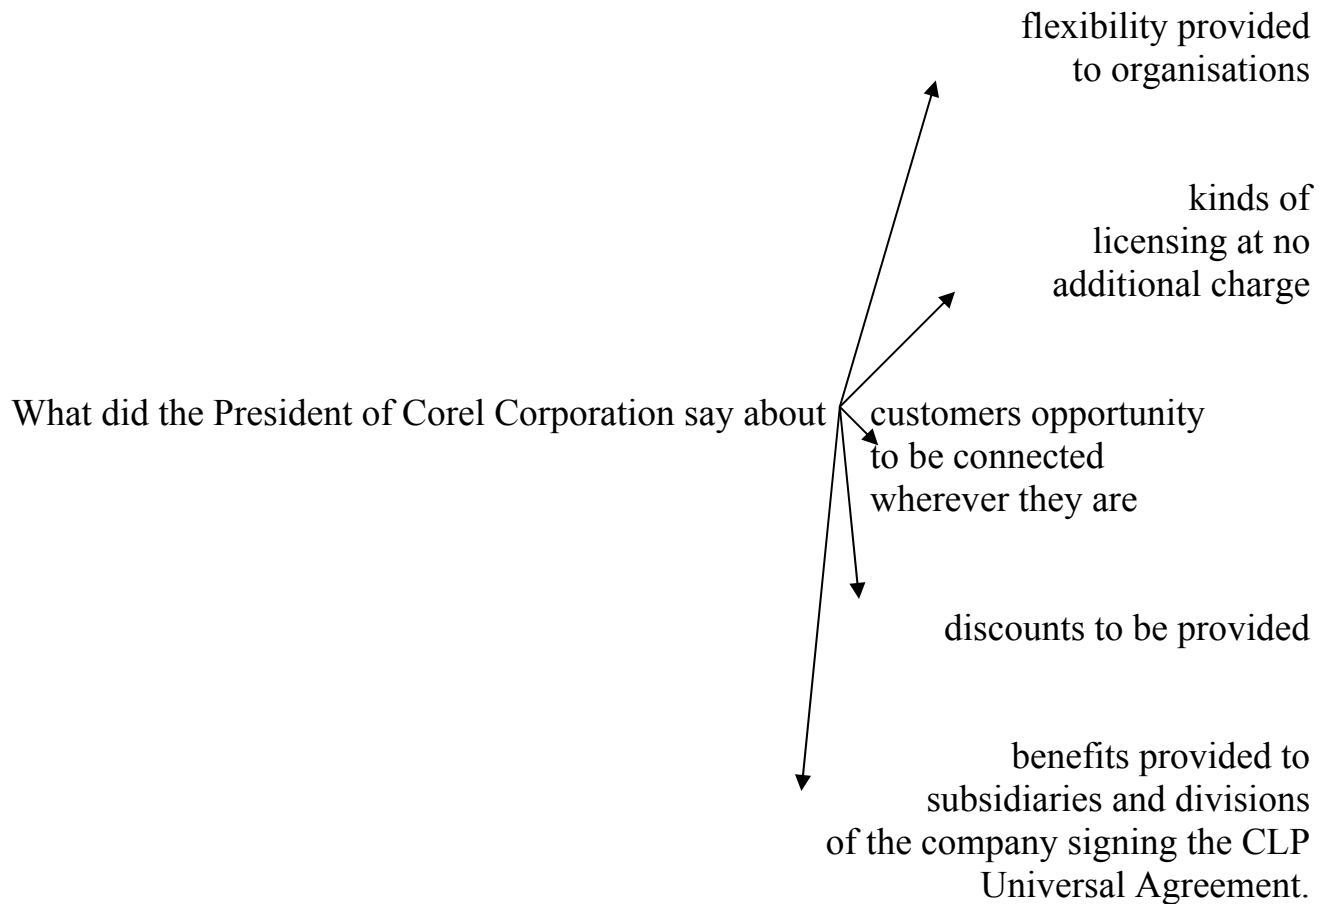 flexibility provided
to organisations
kinds of
licensing at no
additional charge
What did the President of Corel Corporation say about
customers opportunity
to be connected
wherever they are
discounts to be provided
benefits provided to
subsidiaries and divisions
of the company signing the CLP
Universal Agreement.